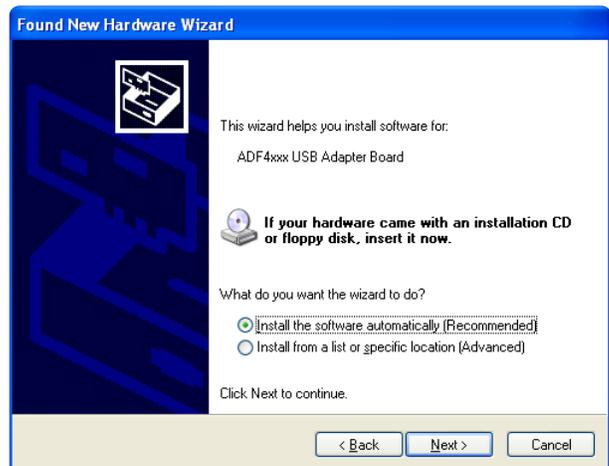 Found New Hardware Wizard
This wizard helps you install software for:
ADF4xxx USB Adapter Board
If your hardware came with an installation CD
or floppy disk, insert it now.
What do you want the wizard to do?
Install the software automatically (Recommended)
Install from a list or specific location (Advanced)
Click Next to continue.
< Back Next > Cancel